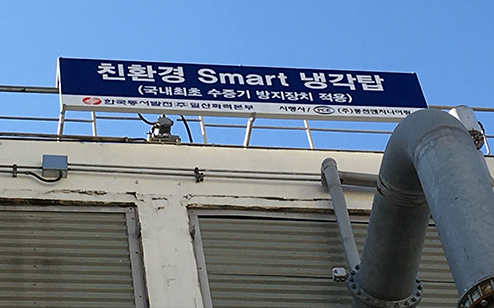 친환경 Smart 냉각탑
(국내최초 수증기 방지장치 적용)
한국동서발전(주)일산화력본부 시행사/ (주)풍천엔지니어링